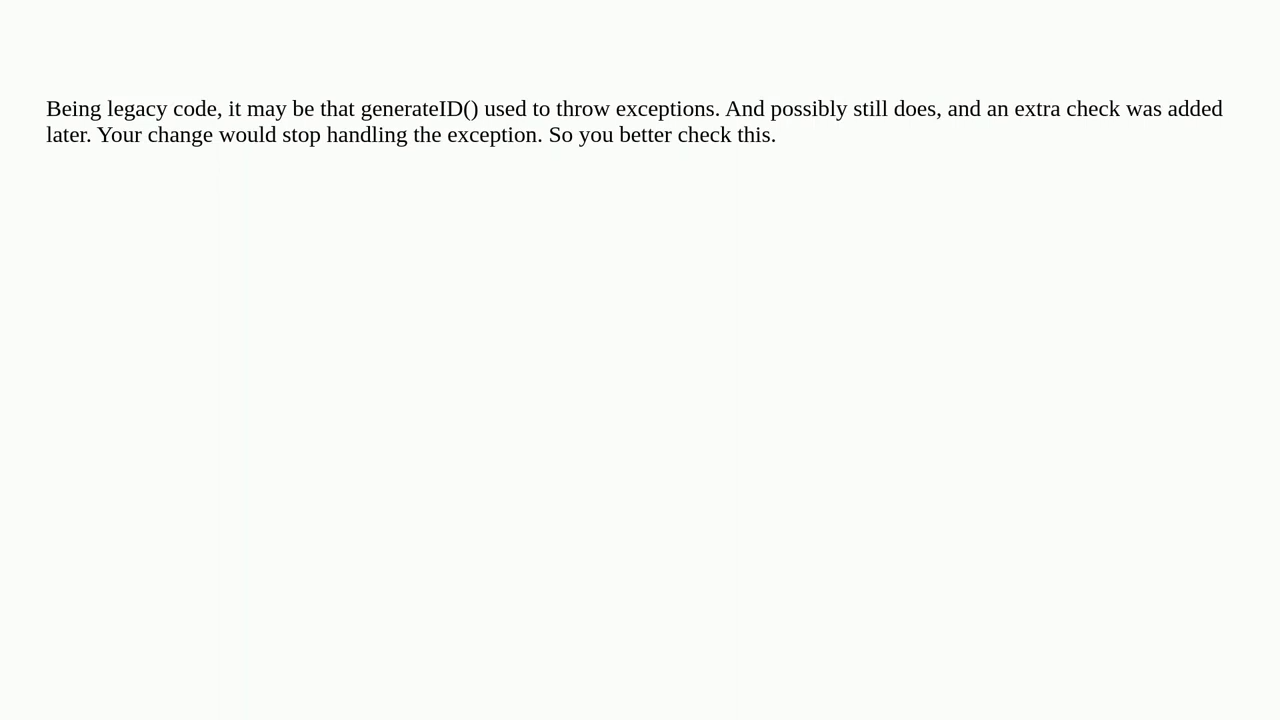 Being legacy code, it may be that generateID() used to throw exceptions. And possibly still does, and an extra check was added
later. Your change would stop handling the exception. So you better check this.